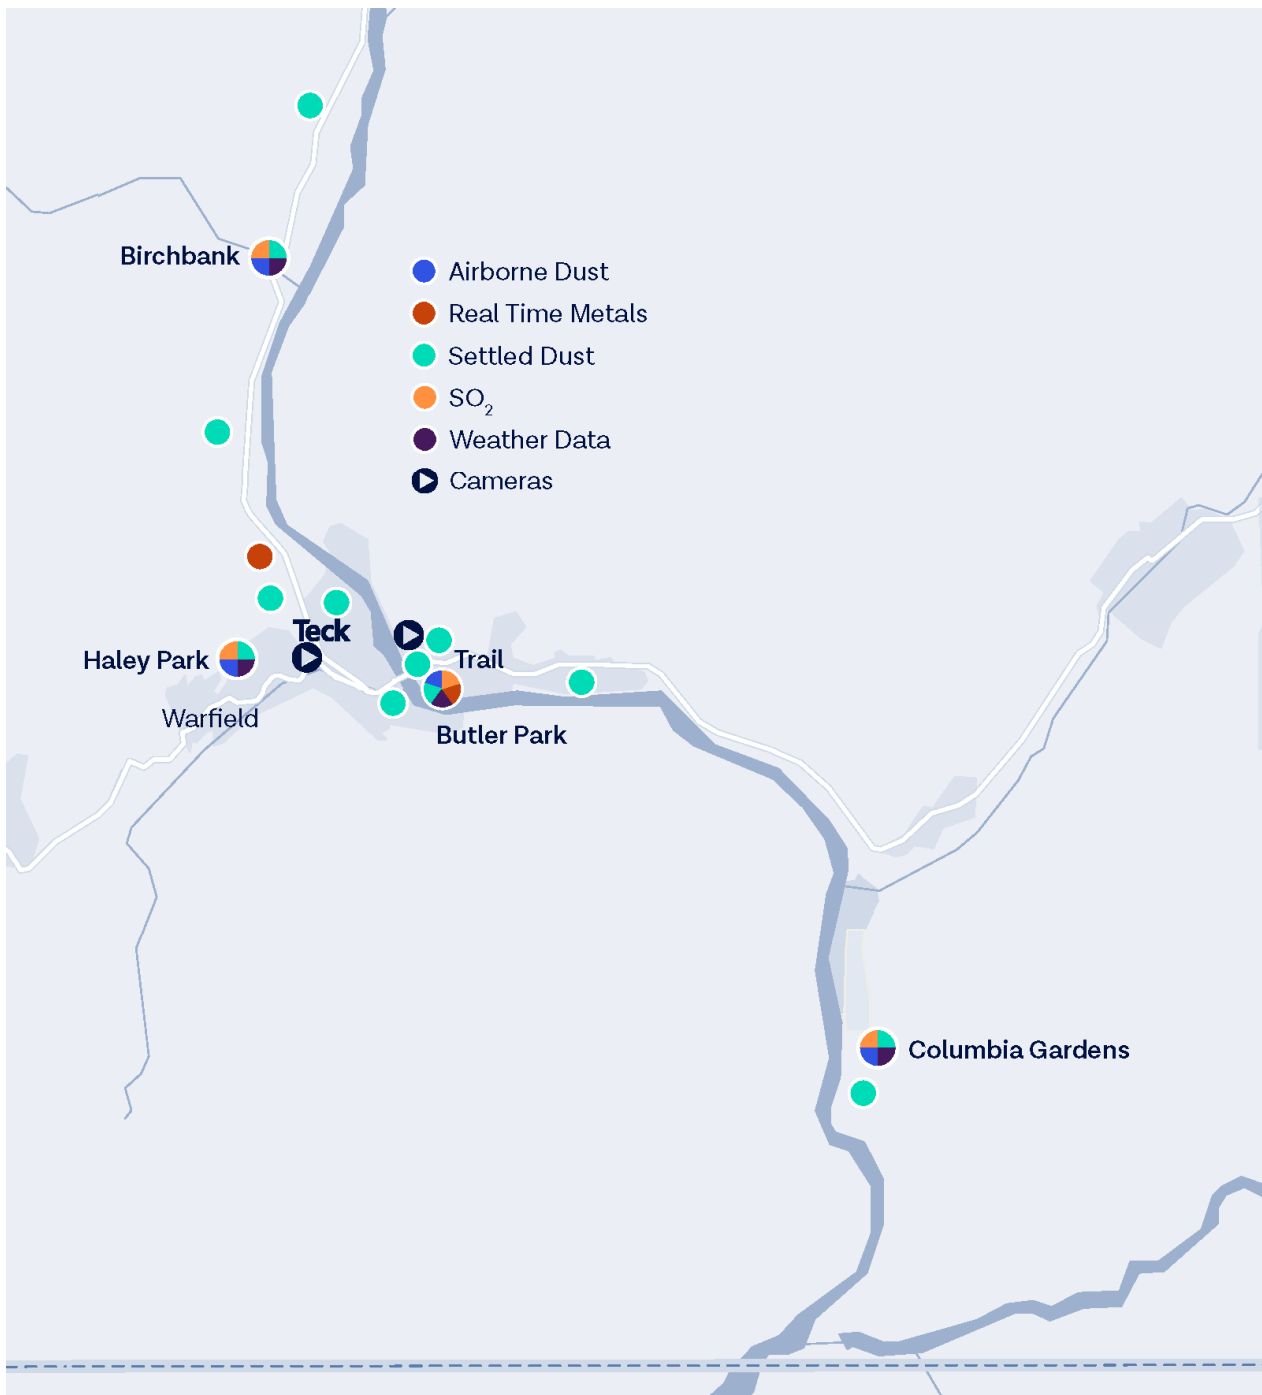 Birchbank
Airborne Dust
Real Time Metals
Settled Dust
SO₂
Weather Data
Cameras
Teck
Haley Park
Trail
Warfield
Butler Park
Columbia Gardens